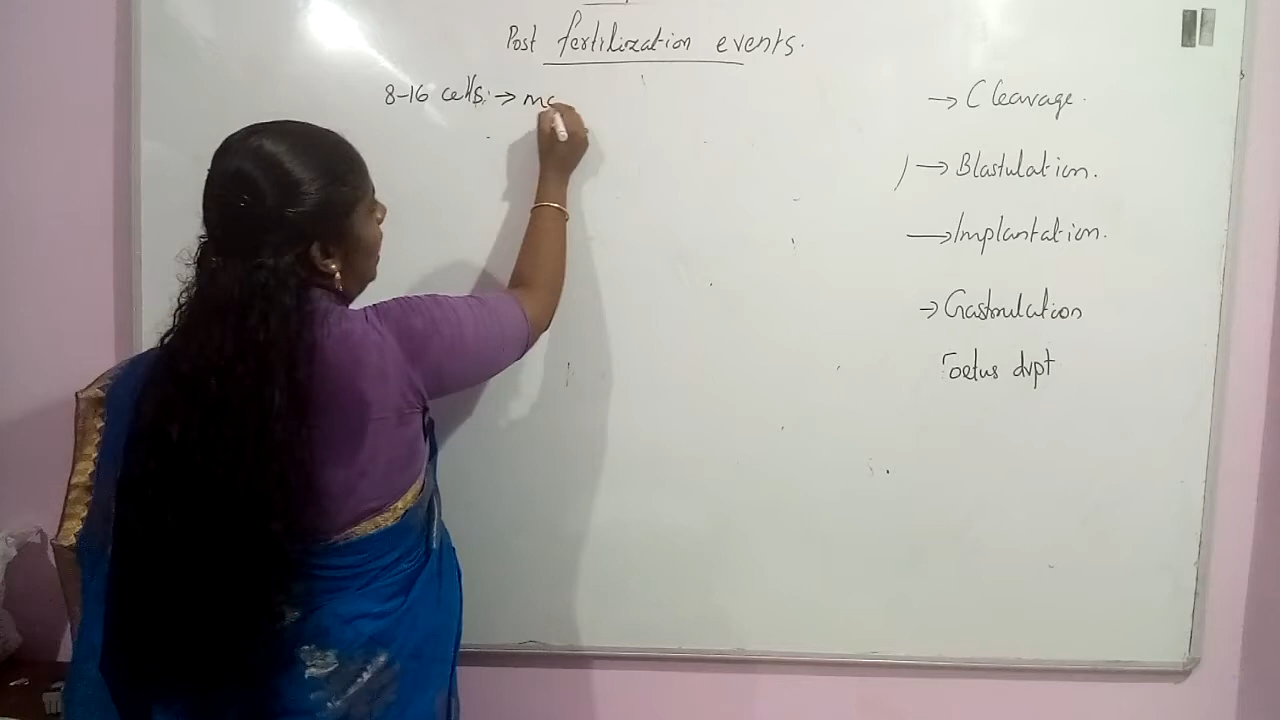 Post fertilization events.
8-16 cells: → mo
→ Cleavage.
→ Blastulation.
→ Implantation.
→ Gastrulation
Foetus dvpt